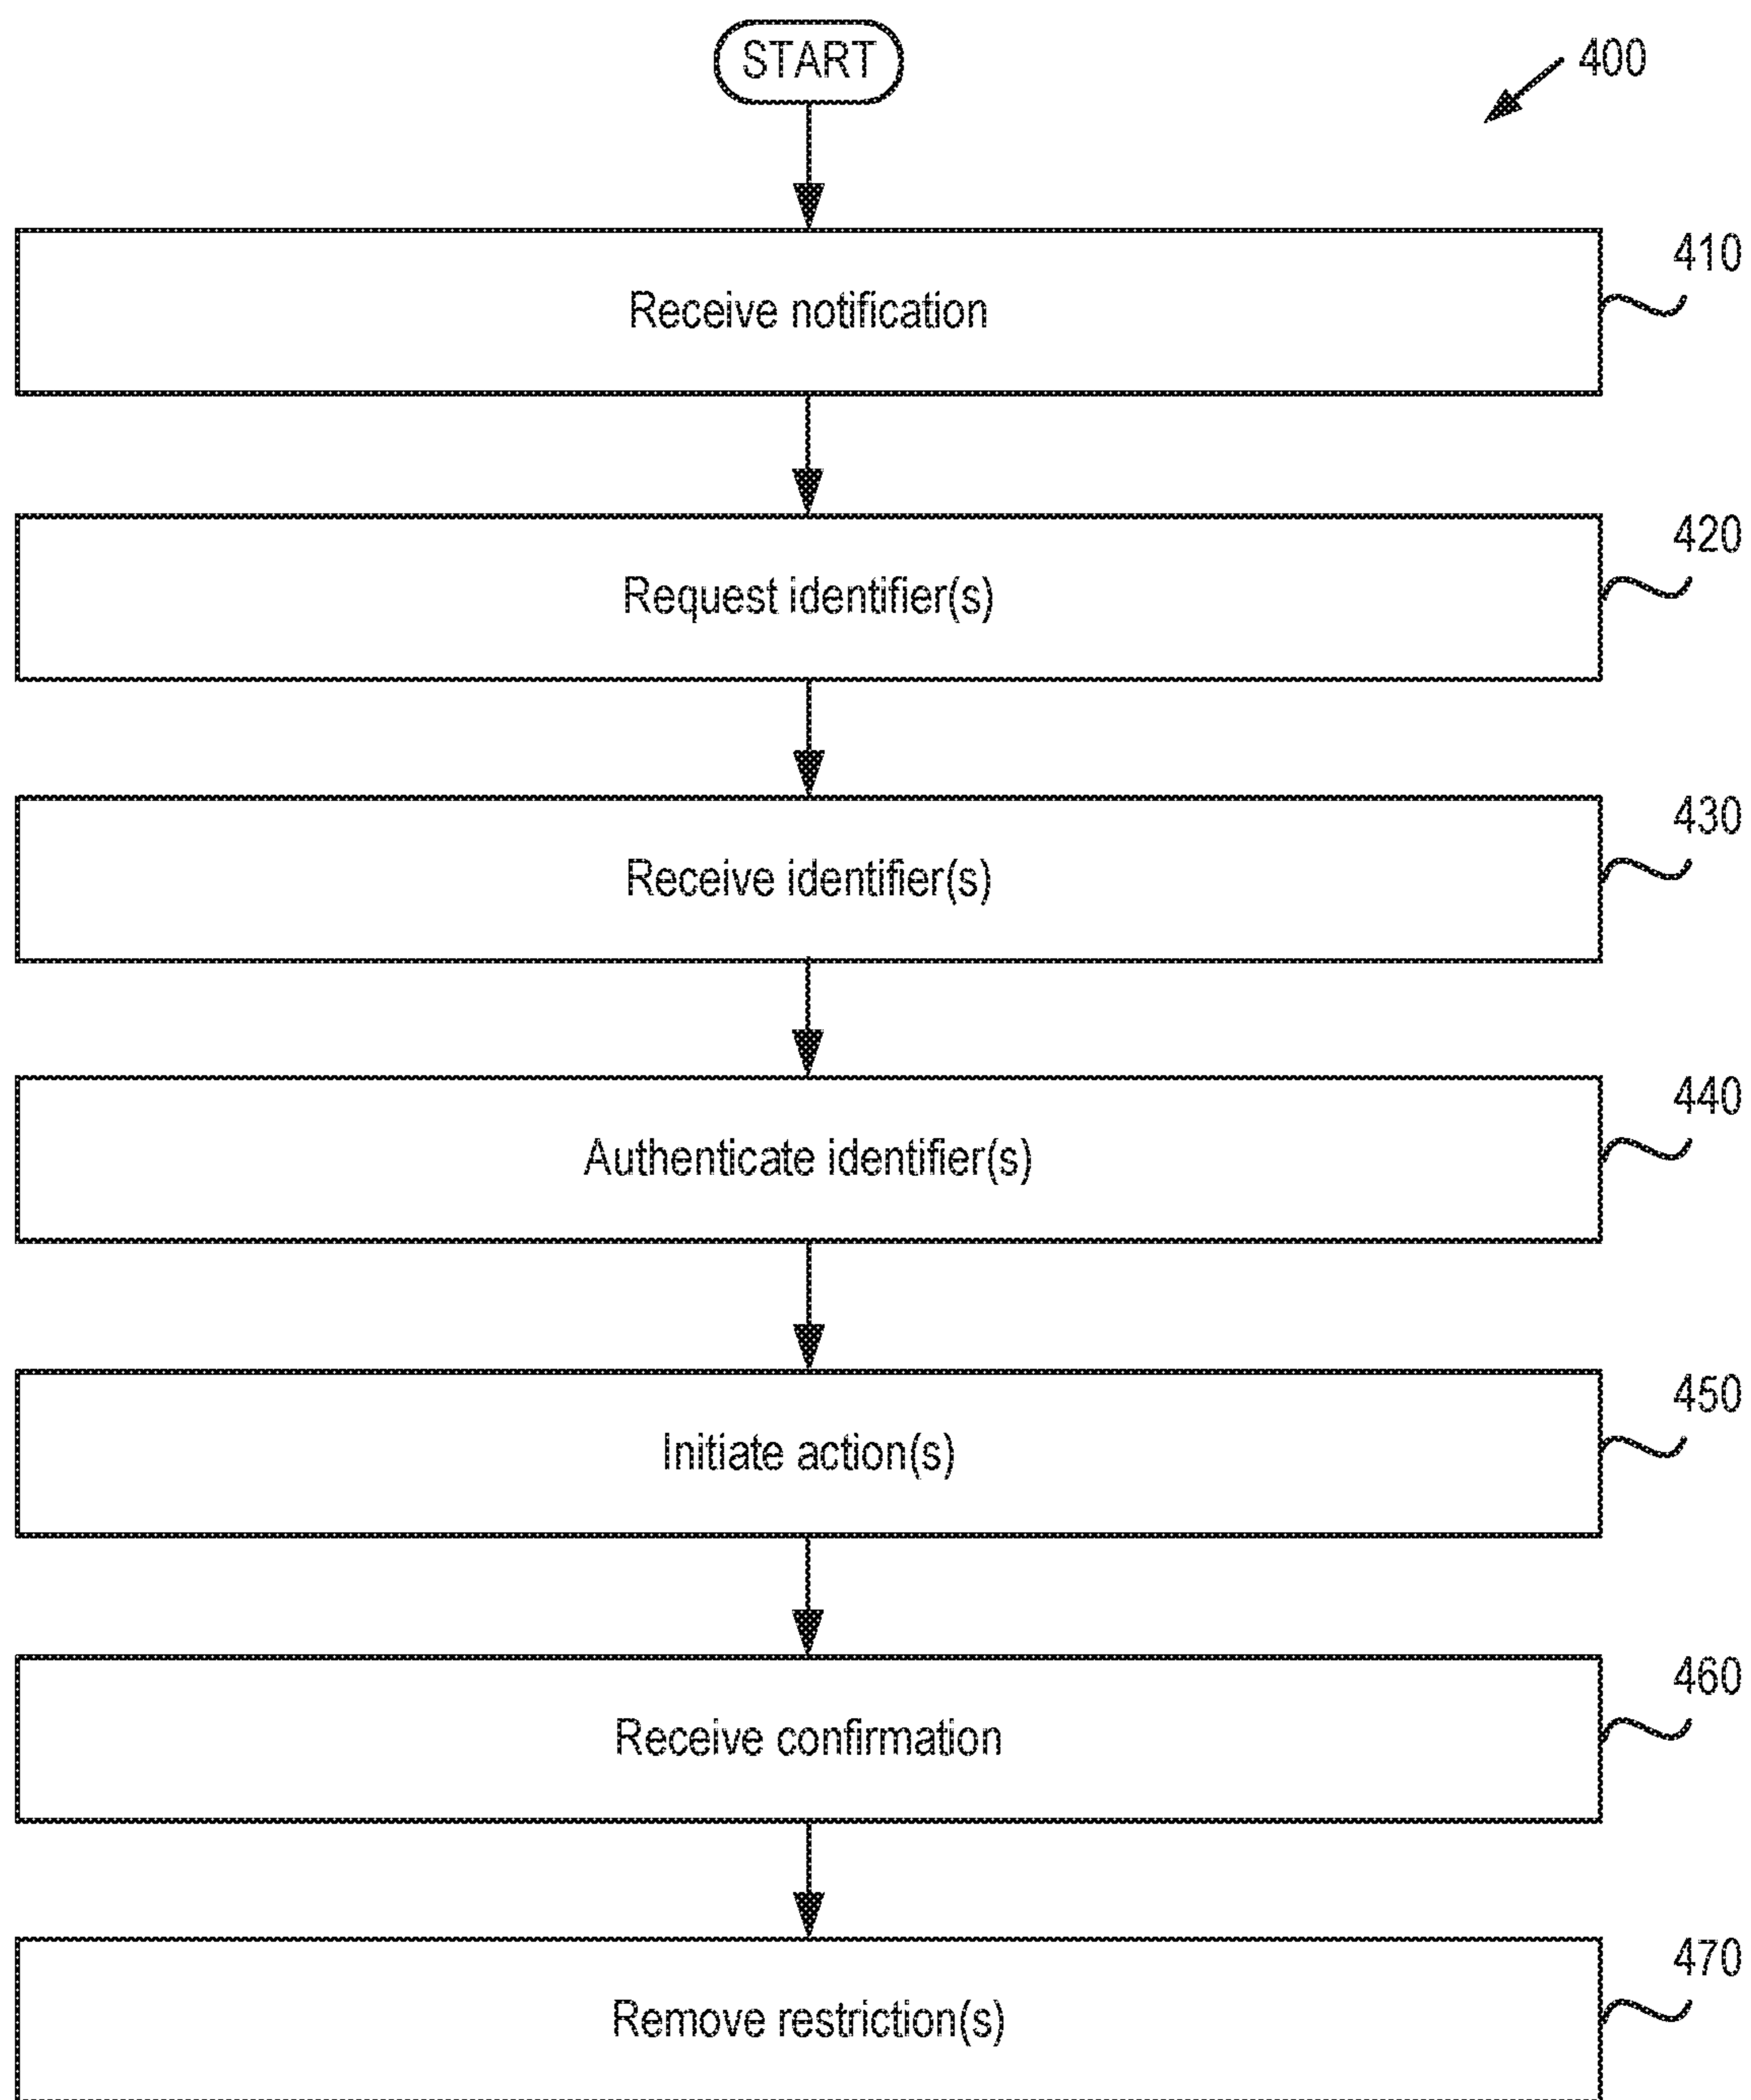 START
400
410
Receive notification
420
Request identifier(s)
430
Receive identifier(s)
440
Authenticate identifier(s)
450
Initiate action(s)
460
Receive confirmation
470
Remove restriction(s)